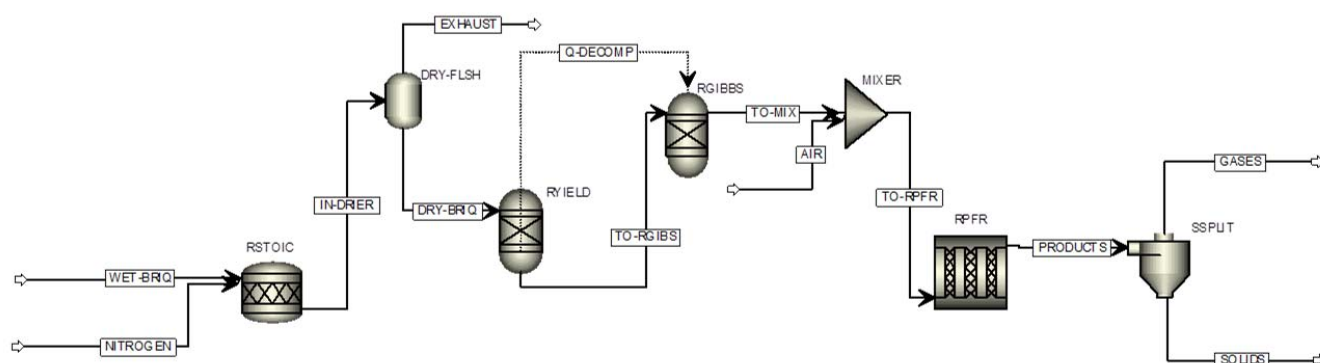 EXHAUST
DRY-FLSH
Q-DECOMP
RGIBBS
MIXER
TO-MIX
AIR
GASES
IN-DRIER
DRY-BRIQ
RYIELD
TO-RGIBS
TO-RPFR
RPFR
PRODUCTS
SSPLIT
RSTOIC
WET-BRIQ
NITROGEN
SOLIDS